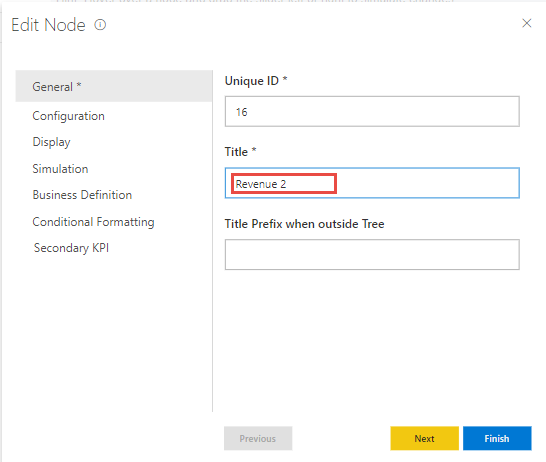 Edit Node
General *
Configuration
Display
Simulation
Business Definition
Conditional Formatting
Secondary KPI
Unique ID *
16
Title *
Revenue 2
Title Prefix when outside Tree
Previous
Next
Finish